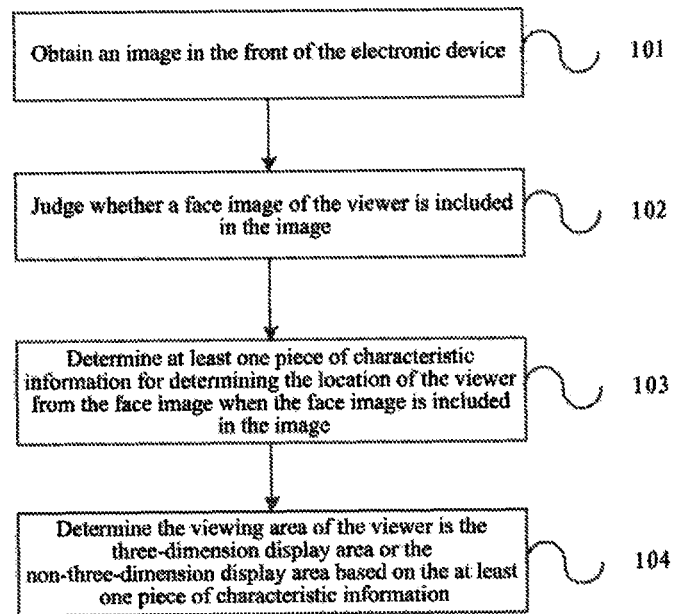 Obtain an image in the front of the electronic device
101
Judge whether a face image of the viewer is included
in the image
102
Determine at least one piece of characteristic
information for determining the location of the viewer
from the face image when the face image is included
in the image
103
Determine the viewing area of the viewer is the
three-dimension display area or the
non-three-dimension display area based on the at least
one piece of characteristic information
104